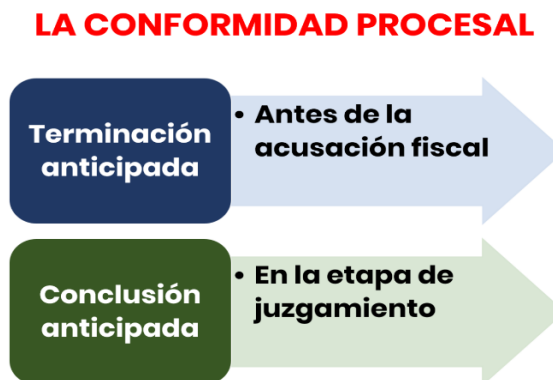 LA CONFORMIDAD PROCESAL
Terminación
anticipada
• Antes de la
acusación fiscal
Conclusión
anticipada
• En la etapa de
juzgamiento